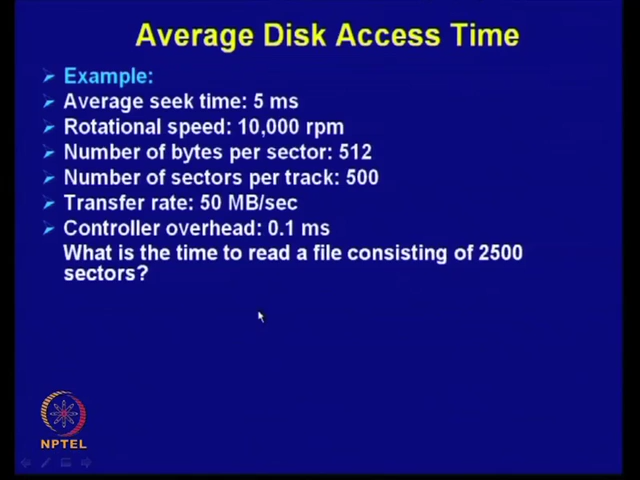 Average Disk Access Time
Example:
Average seek time: 5 ms
Rotational speed: 10,000 rpm
Number of bytes per sector: 512
Number of sectors per track: 500
Transfer rate: 50 MB/sec
Controller overhead: 0.1 ms
What is the time to read a file consisting of 2500
sectors?
NPTEL